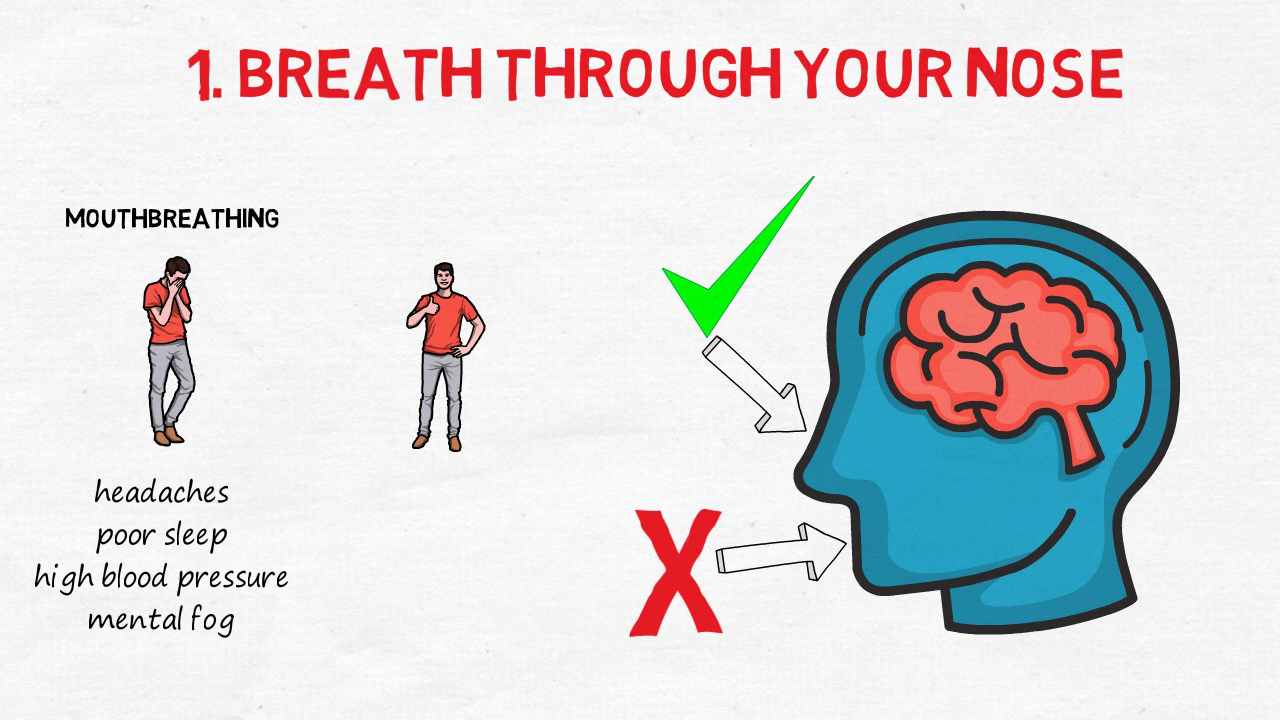 1. BREATH THROUGH YOUR NOSE
MOUTHBREATHING
headaches
poor sleep
high blood pressure
mental fog
X